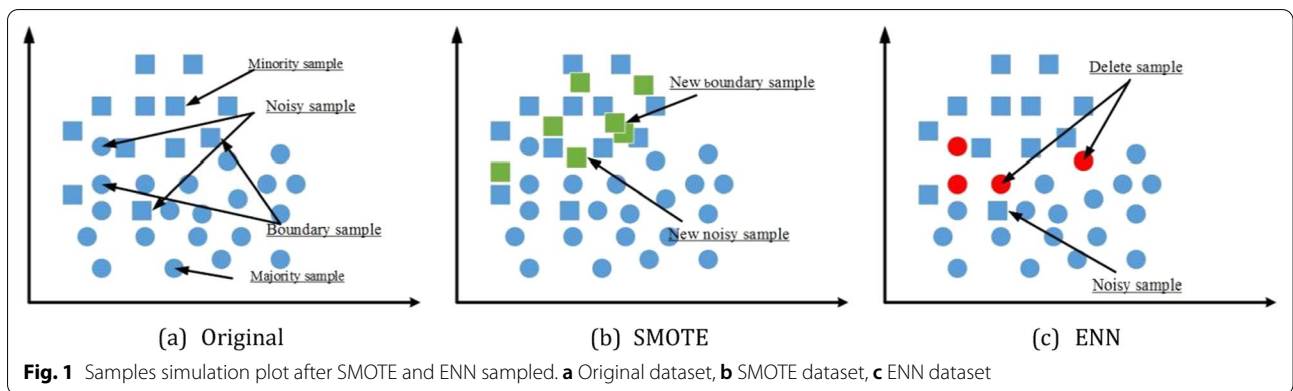 Minority sample
Noisy sample
Boundary sample
Majority sample
(a) Original
New boundary sample
New noisy sample
(b) SMOTE
Delete sample
Noisy sample
(c) ENN
Fig. 1 Samples simulation plot after SMOTE and ENN sampled. a Original dataset, b SMOTE dataset, c ENN dataset